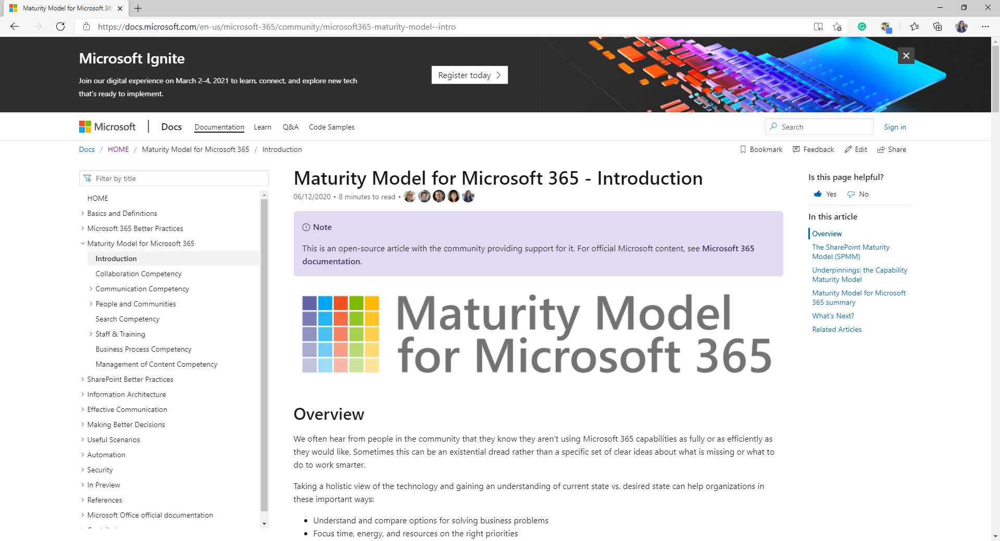 Maturity Model for Microsoft 36
https://docs.microsoft.com/en-us/microsoft-365/community/microsoft365-maturity-model--intro
Microsoft Ignite
Join our digital experience on March 2–4, 2021 to learn, connect, and explore new tech
that's ready to implement.
Register today
Microsoft
Docs
Documentation
Learn
Q&A
Code Samples
Search
Sign in
Docs / HOME / Maturity Model for Microsoft 365 / Introduction
Bookmark
Feedback
Edit
Share
Filter by title
HOME
Basics and Definitions
Microsoft 365 Better Practices
Maturity Model for Microsoft 365
Introduction
Collaboration Competency
Communication Competency
People and Communities
Search Competency
Staff & Training
Business Process Competency
Management of Content Competency
SharePoint Better Practices
Information Architecture
Effective Communication
Making Better Decisions
Useful Scenarios
Automation
Security
In Preview
References
Microsoft Office official documentation
Maturity Model for Microsoft 365 - Introduction
06/12/2020 • 8 minutes to read •
Note
This is an open-source article with the community providing support for it. For official Microsoft content, see Microsoft 365
documentation.
Maturity Model
for Microsoft 365
Overview
We often hear from people in the community that they know they aren't using Microsoft 365 capabilities as fully or as efficiently as
they would like. Sometimes this can be an existential dread rather than a specific set of clear ideas about what is missing or what to
do to work smarter.
Taking a holistic view of the technology and gaining an understanding of current state vs. desired state can help organizations in
these important ways:
• Understand and compare options for solving business problems
• Focus time, energy, and resources on the right priorities
Is this page helpful?
Yes
No
In this article
Overview
The SharePoint Maturity
Model (SPMM)
Underpinnings: the Capability
Maturity Model
Maturity Model for Microsoft
365 summary
What's Next?
Related Articles